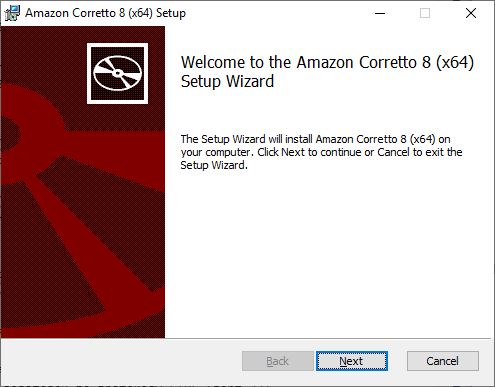 Amazon Corretto 8 (x64) Setup
Welcome to the Amazon Corretto 8 (x64)
Setup Wizard
The Setup Wizard will install Amazon Corretto 8 (x64) on
your computer. Click Next to continue or Cancel to exit the
Setup Wizard.
Back Next Cancel